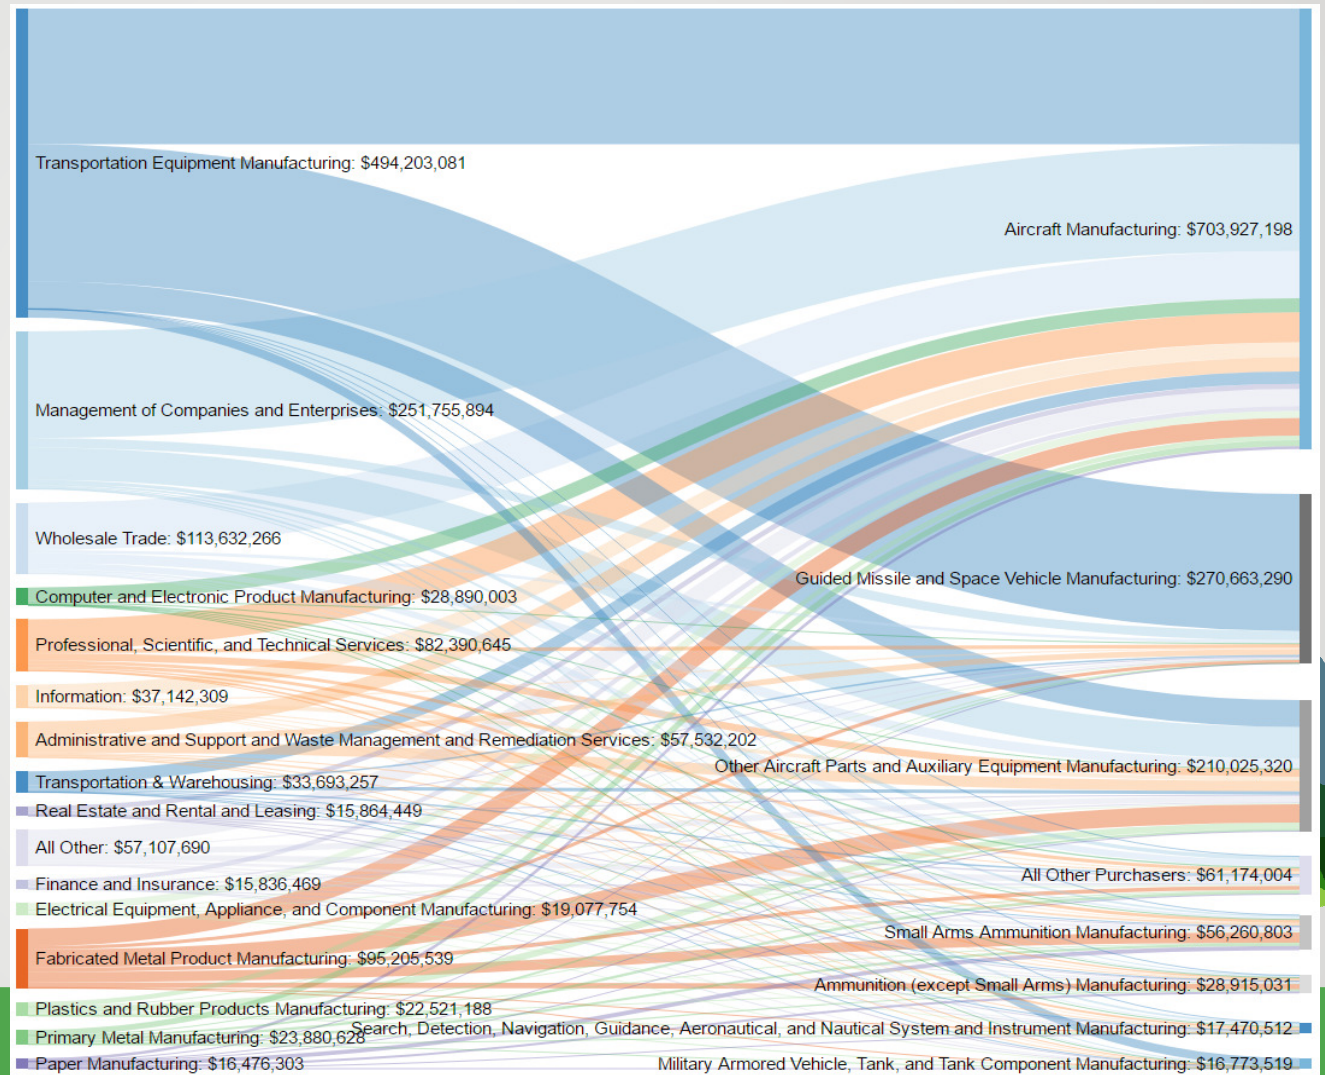 Transportation Equipment Manufacturing: $494,203,081
Aircraft Manufacturing: $703,927,198
Management of Companies and Enterprises: $251,755,894
Wholesale Trade: $113,632,266
Guided Missile and Space Vehicle Manufacturing: $270,663,290
Computer and Electronic Product Manufacturing: $28,890,003
Professional, Scientific, and Technical Services: $82,390,645
Information: $37,142,309
Administrative and Support and Waste Management and Remediation Services: $57,532,202
Other Aircraft Parts and Auxiliary Equipment Manufacturing: $210,025,320
Transportation & Warehousing: $33,693,257
Real Estate and Rental and Leasing: $15,864,449
All Other: $57,107,690
All Other Purchasers: $61,174,004
Finance and Insurance: $15,836,469
Electrical Equipment, Appliance, and Component Manufacturing: $19,077,754
Small Arms Ammunition Manufacturing: $56,260,803
Fabricated Metal Product Manufacturing: $95,205,539
Ammunition (except Small Arms) Manufacturing: $28,915,031
Plastics and Rubber Products Manufacturing: $22,521,188
Search, Detection, Navigation, Guidance, Aeronautical, and Nautical System and Instrument Manufacturing: $17,470,512
Primary Metal Manufacturing: $23,880,628
Paper Manufacturing: $16,476,303
Military Armored Vehicle, Tank, and Tank Component Manufacturing: $16,773,519